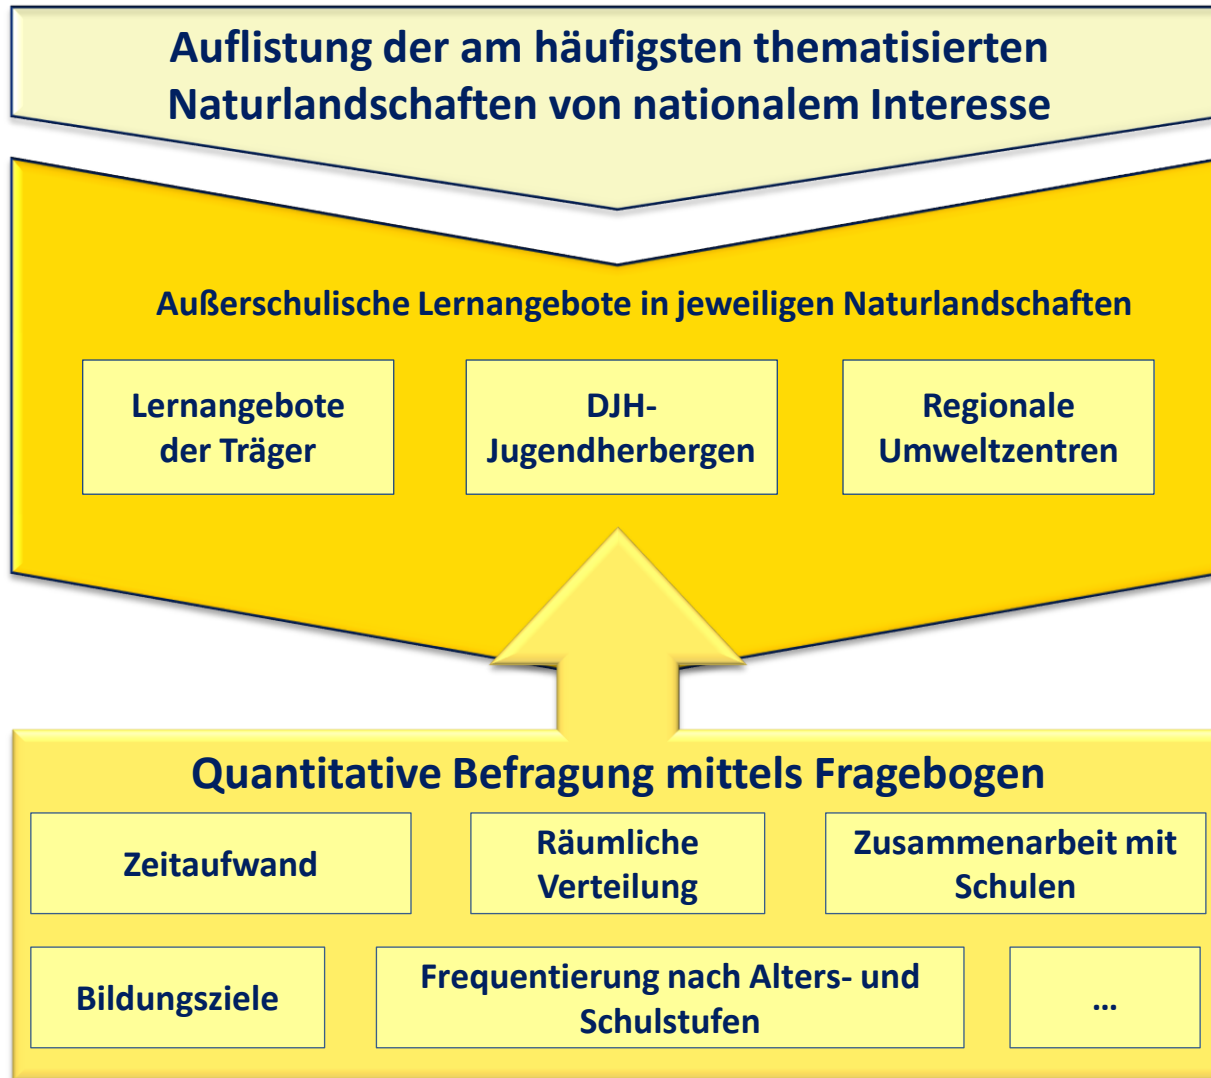 Auflistung der am häufigsten thematisierten
Naturlandschaften von nationalem Interesse
Außerschulische Lernangebote in jeweiligen Naturlandschaften
Lernangebote
der Träger
DJH-
Jugendherbergen
Regionale
Umweltzentren
Quantitative Befragung mittels Fragebogen
Zeitaufwand
Räumliche
Verteilung
Zusammenarbeit mit
Schulen
Bildungsziele
Frequentierung nach Alters- und
Schulstufen
...